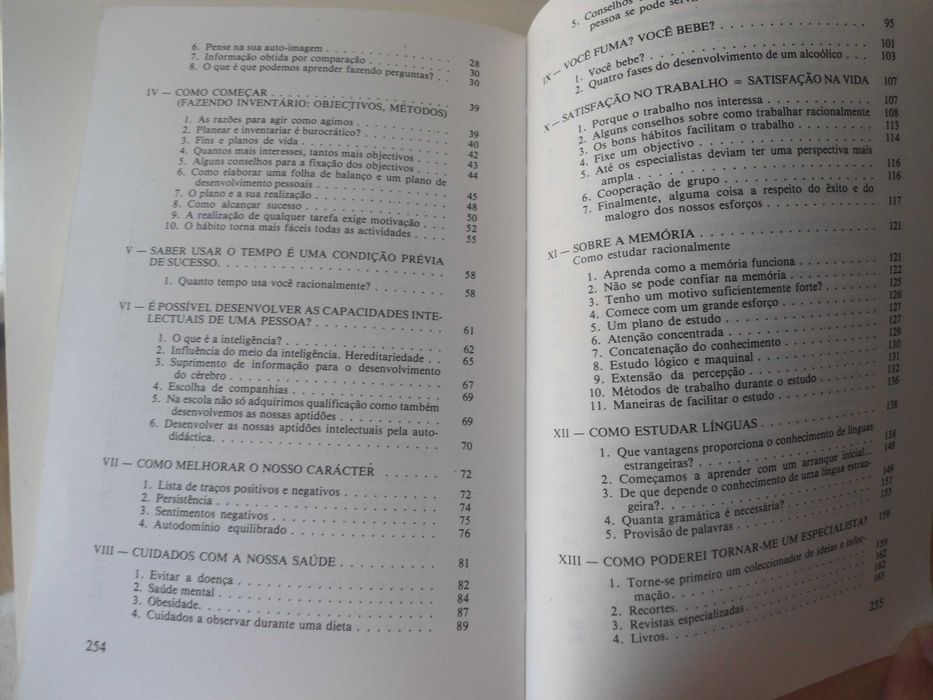 6. Pense na sua auto-imagem . . . . . . . . . . . . . . 28
7. Informação obtida por comparação . . . . . . . . 30
8. O que é que podemos aprender fazendo perguntas? . . 30
IV — COMO COMEÇAR . . . . . . . . . . . . . . . . . . 39
(FAZENDO INVENTÁRIO: OBJECTIVOS, MÉTODOS)
1. As razões para agir como agimos . . . . . . . . . 39
2. Planear e inventariar é burocrático? . . . . . . . . 40
3. Fins e planos de vida . . . . . . . . . . . . . . . 42
4. Quantos mais interesses, tantos mais objectivos . . . . 43
5. Alguns conselhos para a fixação dos objectivos . . . . 44
6. Como elaborar uma folha de balanço e um plano de
desenvolvimento pessoais . . . . . . . . . . . . . . 45
7. O plano e a sua realização . . . . . . . . . . . . . 48
8. Como alcançar sucesso . . . . . . . . . . . . . . . 50
9. A realização de qualquer tarefa exige motivação . . . 52
10. O hábito torna mais fáceis todas as actividades . . . . 55
V — SABER USAR O TEMPO É UMA CONDIÇÃO PRÉVIA
DE SUCESSO. . . . . . . . . . . . . . . . . . . . . 58
1. Quanto tempo usa você racionalmente? . . . . . . . 58
VI — É POSSÍVEL DESENVOLVER AS CAPACIDADES INTE-
LECTUAIS DE UMA PESSOA? . . . . . . . . . . . . . 61
1. O que é a inteligência? . . . . . . . . . . . . . . . 62
2. Influência do meio da inteligência. Hereditariedade . . 65
3. Suprimento de informação para o desenvolvimento
do cérebro . . . . . . . . . . . . . . . . . . . . . 67
4. Escolha de companhias . . . . . . . . . . . . . . . 69
5. Na escola não só adquirimos qualificação como também
desenvolvemos as nossas aptidões . . . . . . . . . . 69
6. Desenvolver as nossas aptidões intelectuais pela auto-
didáctica. . . . . . . . . . . . . . . . . . . . . . 70
VII — COMO MELHORAR O NOSSO CARÁCTER . . . . . . . 72
1. Lista de traços positivos e negativos . . . . . . . . . 72
2. Persistência . . . . . . . . . . . . . . . . . . . . 74
3. Sentimentos negativos . . . . . . . . . . . . . . . 75
4. Autodomínio equilibrado . . . . . . . . . . . . . . 76
VIII — CUIDADOS COM A NOSSA SAÚDE . . . . . . . . . . 81
1. Evitar a doença . . . . . . . . . . . . . . . . . . 82
2. Saúde mental . . . . . . . . . . . . . . . . . . . 84
3. Obesidade. . . . . . . . . . . . . . . . . . . . . 87
4. Cuidados a observar durante uma dieta . . . . . . . 89
254
5. Conselhos
pessoa se pode
IX — VOCÊ FUMA? VOCÊ BEBE? . . . . . . . . . . . . . 95
1. Você bebe? . . . . . . . . . . . . . . . . . . . . 101
2. Quatro fases do desenvolvimento de um alcoólico . . . 103
X — SATISFAÇÃO NO TRABALHO = SATISFAÇÃO NA VIDA 107
1. Porque o trabalho nos interessa . . . . . . . . . . 107
2. Alguns conselhos sobre como trabalhar racionalmente 108
3. Os bons hábitos facilitam o trabalho . . . . . . . . 113
4. Fixe um objectivo . . . . . . . . . . . . . . . . . 114
5. Até os especialistas deviam ter uma perspectiva mais
ampla . . . . . . . . . . . . . . . . . . . . . . . 116
6. Cooperação de grupo . . . . . . . . . . . . . . . . 116
7. Finalmente, alguma coisa a respeito do êxito e do
malogro dos nossos esforços . . . . . . . . . . . . . 117
XI — SOBRE A MEMÓRIA . . . . . . . . . . . . . . . . . 121
Como estudar racionalmente
1. Aprenda como a memória funciona . . . . . . . . . 121
2. Não se pode confiar na memória . . . . . . . . . . 122
3. Tenho um motivo suficientemente forte? . . . . . . . 125
4. Comece com um grande esforço . . . . . . . . . . . 126
5. Um plano de estudo . . . . . . . . . . . . . . . . 127
6. Atenção concentrada . . . . . . . . . . . . . . . . 127
7. Concatenação do conhecimento . . . . . . . . . . . 129
8. Estudo lógico e maquinal . . . . . . . . . . . . . . 130
9. Extensão da percepção . . . . . . . . . . . . . . . 131
10. Métodos de trabalho durante o estudo . . . . . . . . 132
11. Maneiras de facilitar o estudo . . . . . . . . . . . . 136
XII — COMO ESTUDAR LÍNGUAS . . . . . . . . . . . . . . 138
1. Que vantagens proporciona o conhecimento de línguas
estrangeiras? . . . . . . . . . . . . . . . . . . . . 138
2. Começamos a aprender com um arranque inicial... 148
3. De que depende o conhecimento de uma língua estran-
geira?. . . . . . . . . . . . . . . . . . . . . . . 149
4. Quanta gramática é necessária? . . . . . . . . . . . 151
5. Provisão de palavras . . . . . . . . . . . . . . . . 153
XIII — COMO PODEREI TORNAR-ME UM ESPECIALISTA? 159
1. Torne-se primeiro um coleccionador de ideias e infor-
mação . . . . . . . . . . . . . . . . . . . . . . . 159
2. Recortes. . . . . . . . . . . . . . . . . . . . . . 162
3. Revistas especializadas . . . . . . . . . . . . . . . 162
4. Livros. . . . . . . . . . . . . . . . . . . . . . . 163
255